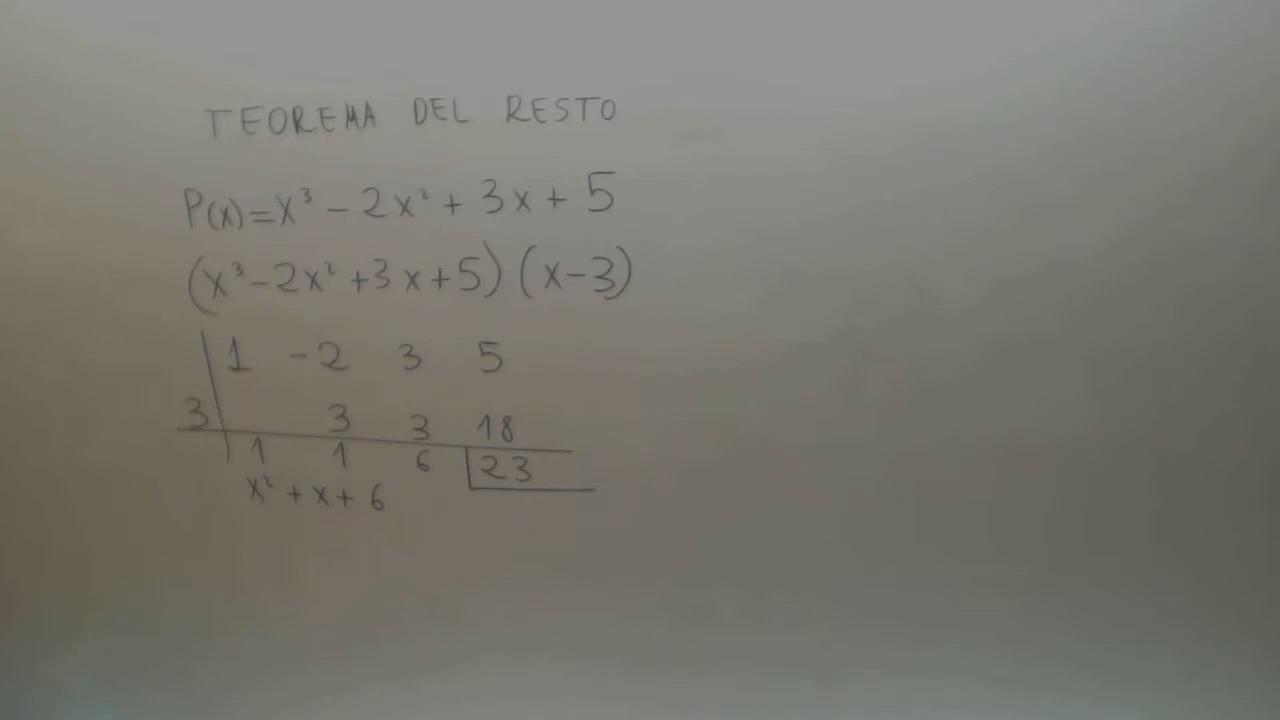 TEOREMA DEL RESTO
P(x)=x³-2x²+3x+5
(x³-2x²+3x+5)(x-3)
1 -2 3 5
3 3 3 18
1 1 6 23
x²+x+6